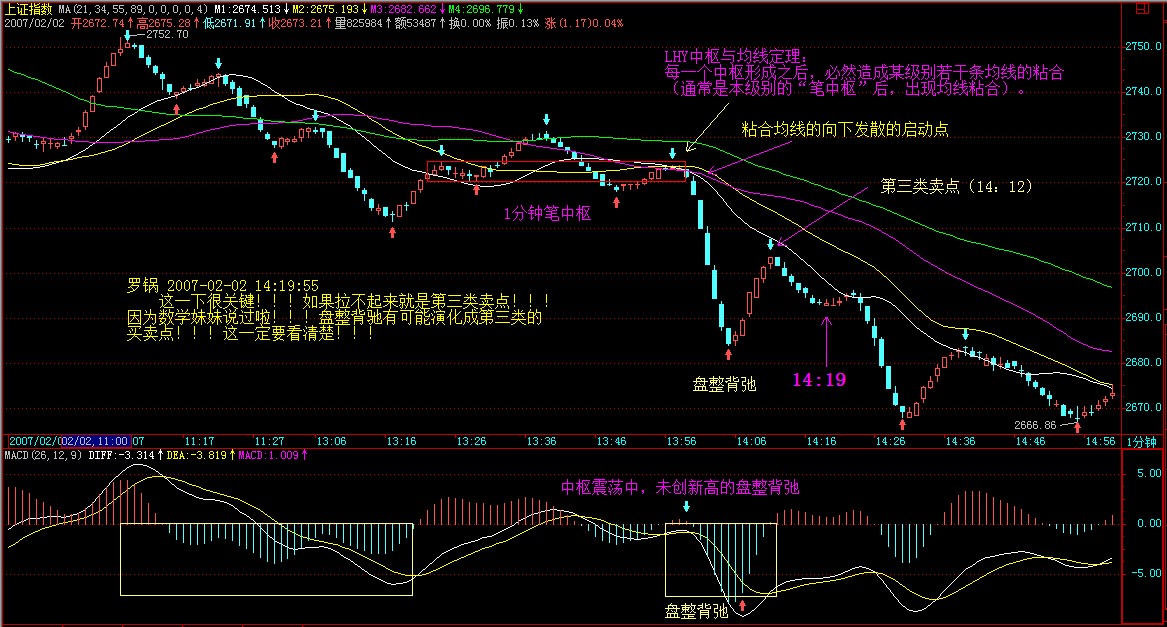 上证指数 MA(21,34,55,89,0,0,0,0,4) M1:2674.513↓ M2:2675.193↓ M3:2682.662↓ M4:2696.779↓
2007/02/02 开2672.74↑高2675.28↑低2671.91↑收2673.21↑量825984↑额53487↑换0.00% 振0.13% 涨(1.17)0.04%
2752.70
2750.0
LHY中枢与均线定理:
每一个中枢形成之后，必然造成某级别若干条均线的粘合
（通常是本级别的“笔中枢”后，出现均线粘合）。
2740.0
粘合均线的向下发散的启动点
2730.0
第三类卖点（14：12）
2720.0
1分钟笔中枢
2710.0
2700.0
罗锅 2007-02-02 14:19:55
这一下很关键！！！如果拉不起来就是第三类卖点！！！
因为数学妹妹说过啦！！！盘整背驰有可能演化成第三类的
买卖点！！！这一定要看清楚！！！
2690.0
2680.0
盘整背弛
14:19
2670.0
2666.86
2007/02/0 02/02,11:00 07 11:17 11:27 13:06 13:16 13:26 13:36 13:46 13:56 14:06 14:16 14:26 14:36 14:46 14:56 1分钟
MACD(26,12,9) DIFF:-3.314↑ DEA:-3.819↑ MACD:1.009↑
5.00
中枢震荡中，未创新高的盘整背弛
0.00
-5.00
盘整背弛